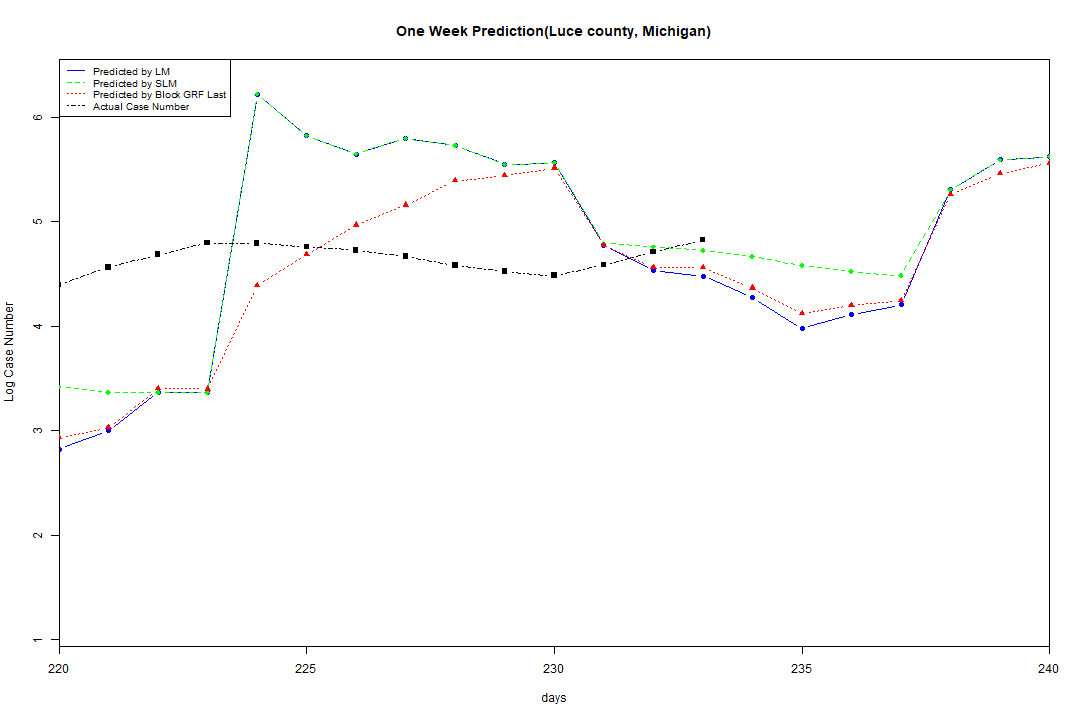 One Week Prediction(Luce county, Michigan)
Predicted by LM
Predicted by SLM
Predicted by Block GRF Last
Actual Case Number
6
5
4
3
2
1
Log Case Number
220 225 230 235 240
days